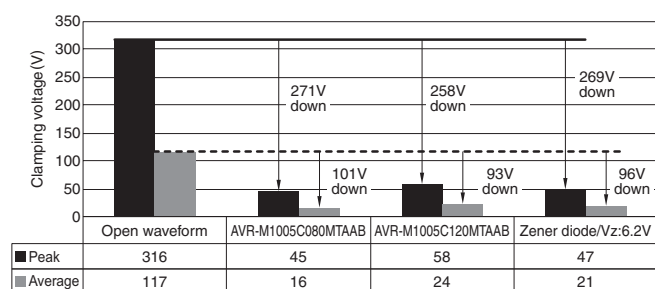 Clamping voltage(V)
350
300
250
200
150
100
50
0
271V
down
258V
down
269V
down
101V
down
93V
down
96V
down
Open waveform AVR-M1005C080MTAAB AVR-M1005C120MTAAB Zener diode/Vz:6.2V
Peak 316 45 58 47
Average 117 16 24 21